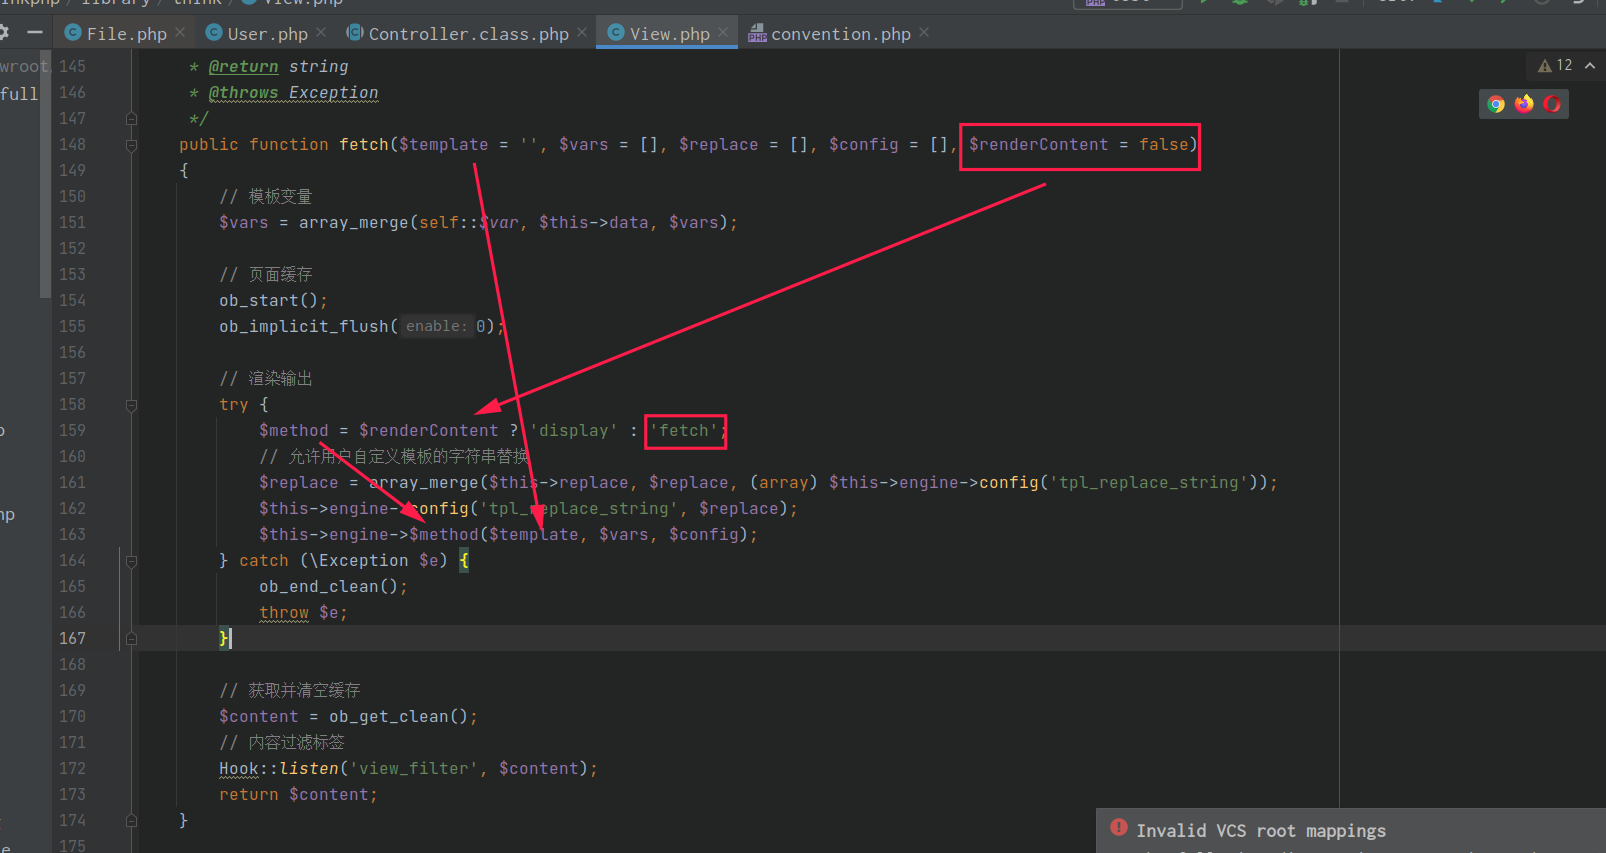 File.php
User.php
Controller.class.php
View.php
convention.php
wroot
full
12
145 * @return string
146 * @throws Exception
147 */
148 public function fetch($template = '', $vars = [], $replace = [], $config = [], $renderContent = false)
149 {
150 // 模板变量
151 $vars = array_merge(self::$var, $this->data, $vars);
152
153 // 页面缓存
154 ob_start();
155 ob_implicit_flush( enable: 0);
156
157 // 渲染输出
158 try {
159 $method = $renderContent ? 'display' : 'fetch';
160 // 允许用户自定义模板的字符串替换
161 $replace = array_merge($this->replace, $replace, (array) $this->engine->config('tpl_replace_string'));
162 $this->engine->config('tpl_replace_string', $replace);
163 $this->engine->$method($template, $vars, $config);
164 } catch (\Exception $e) {
165 ob_end_clean();
166 throw $e;
167 }
168
169 // 获取并清空缓存
170 $content = ob_get_clean();
171 // 内容过滤标签
172 Hook::listen('view_filter', $content);
173 return $content;
174 }
175
Invalid VCS root mappings